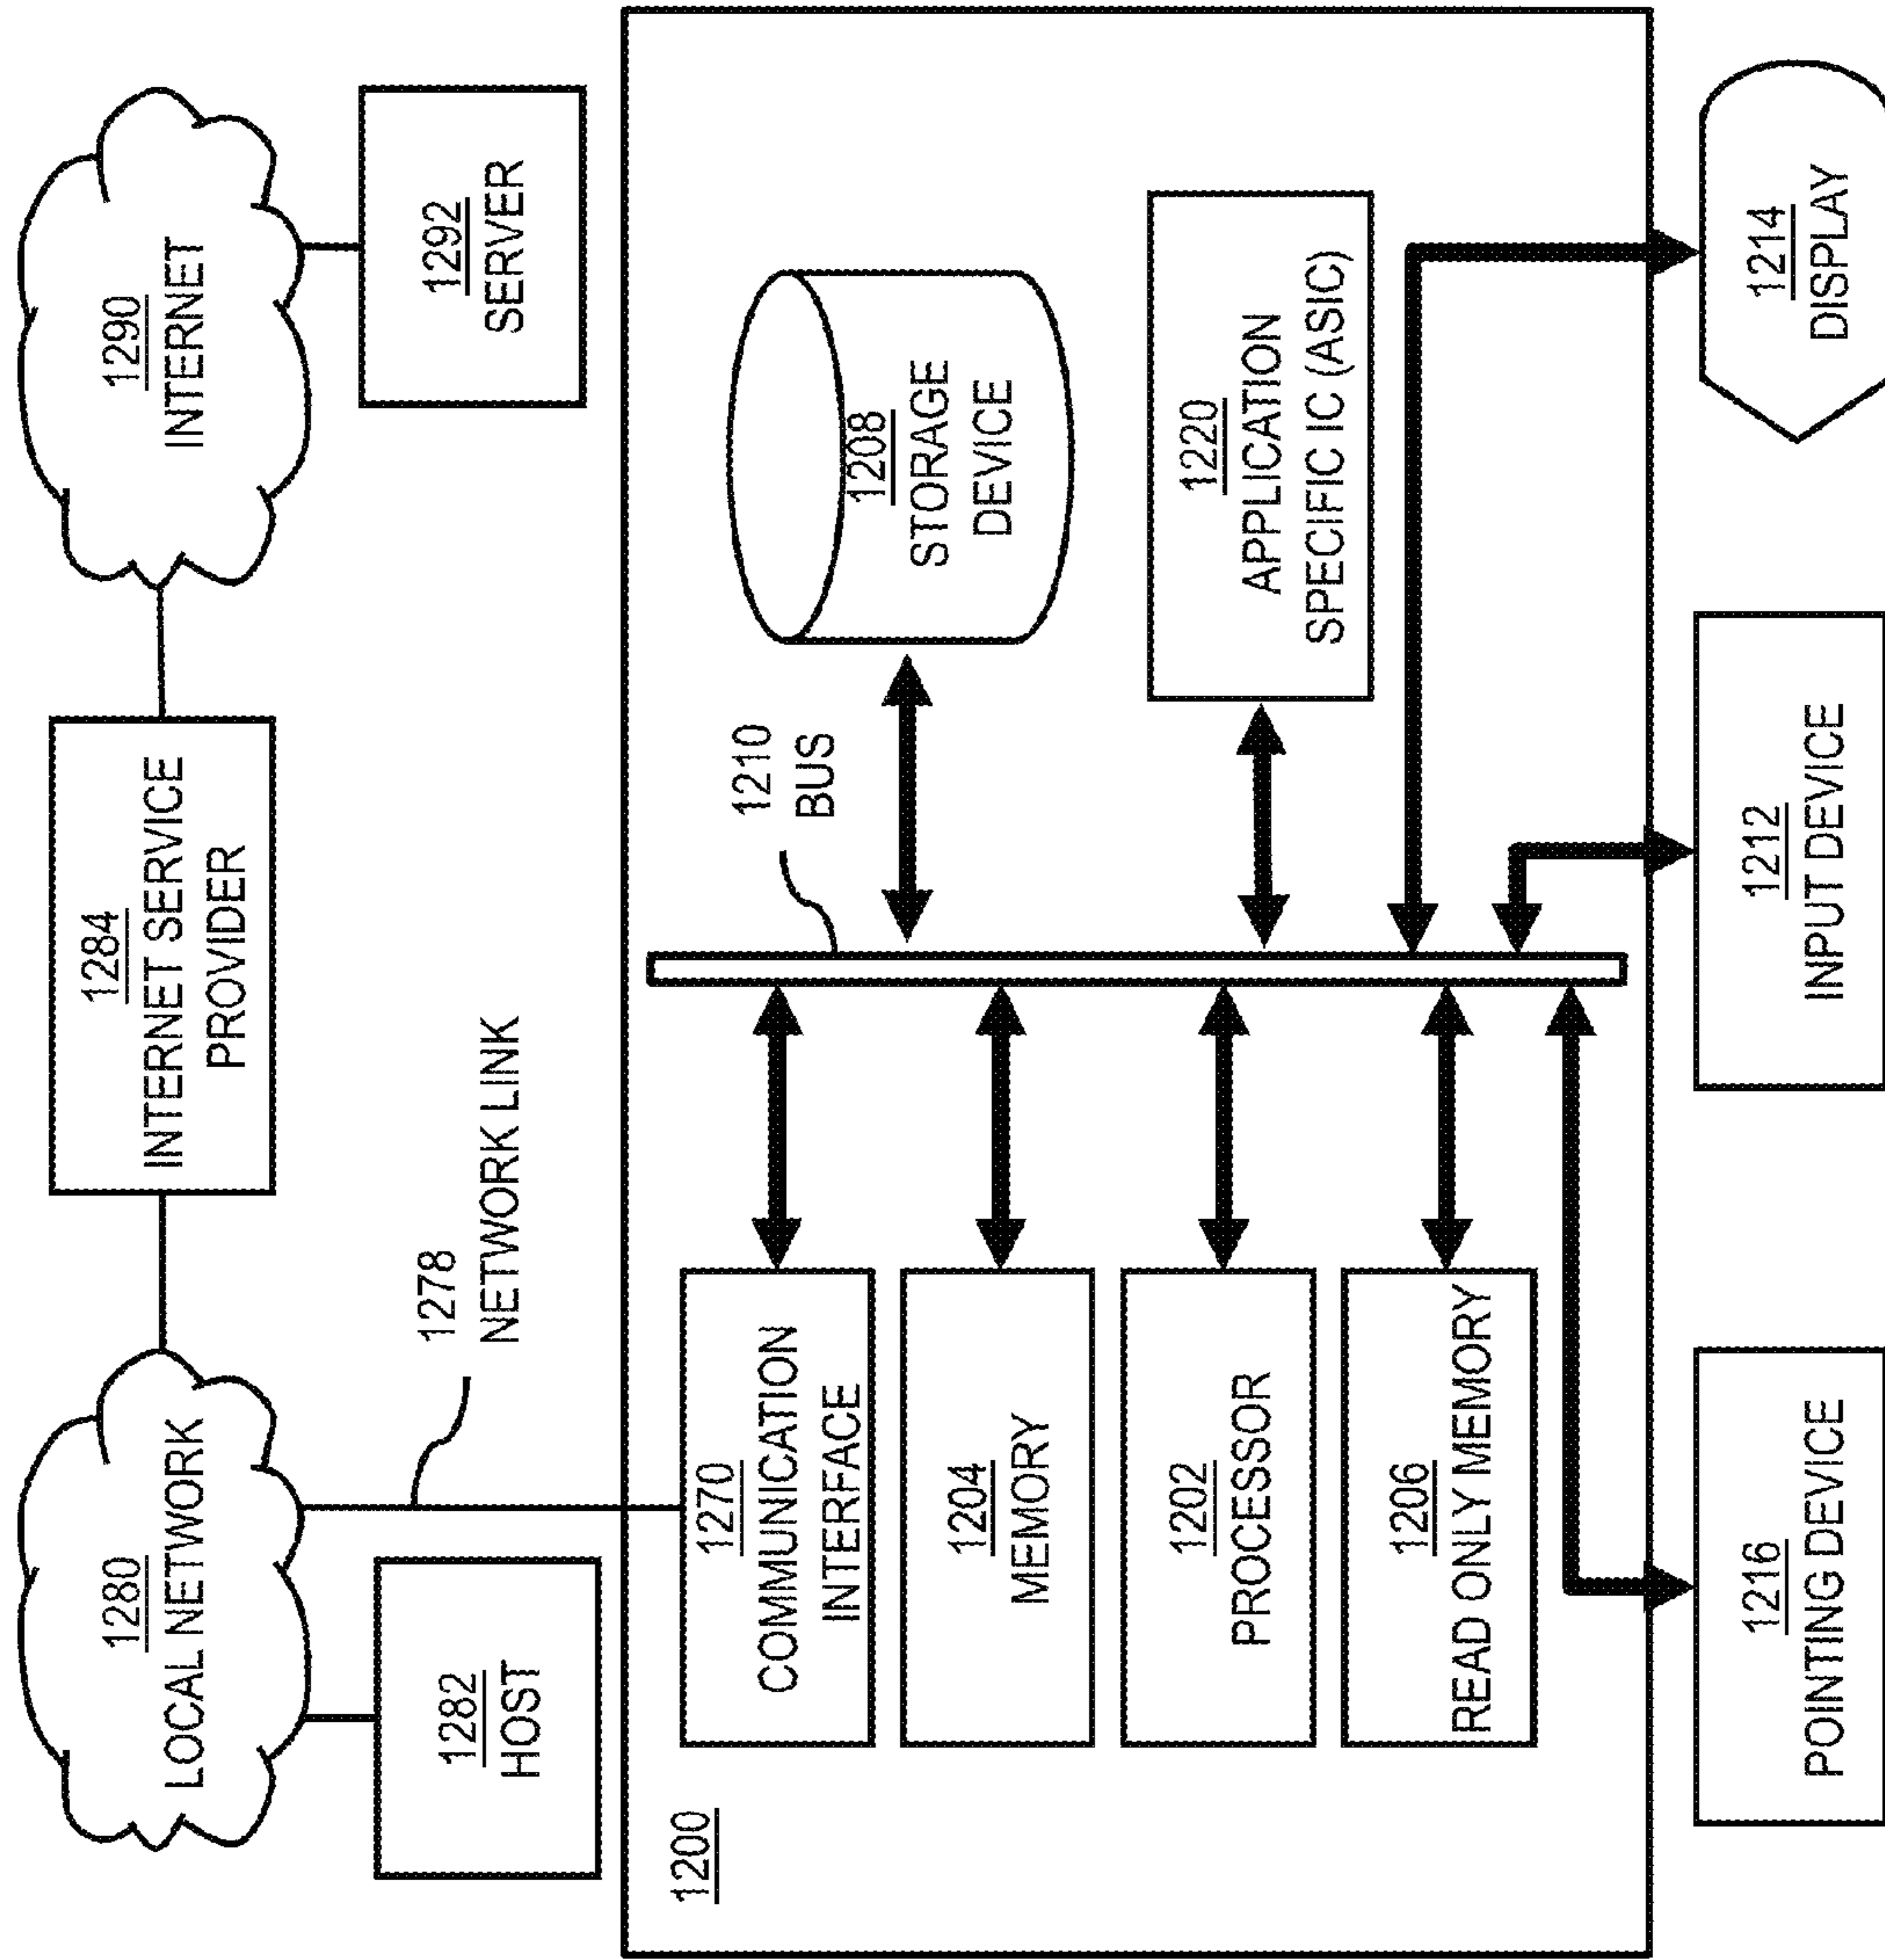 1280
LOCAL NETWORK
1284
INTERNET SERVICE
PROVIDER
1290
INTERNET
1282
HOST
1278
NETWORK LINK
1292
SERVER
1200
1270
COMMUNICATION
INTERFACE
1204
MEMORY
1202
PROCESSOR
1206
READ ONLY MEMORY
1210
BUS
1208
STORAGE
DEVICE
1220
APPLICATION
SPECIFIC IC (ASIC)
1216
POINTING DEVICE
1212
INPUT DEVICE
1214
DISPLAY